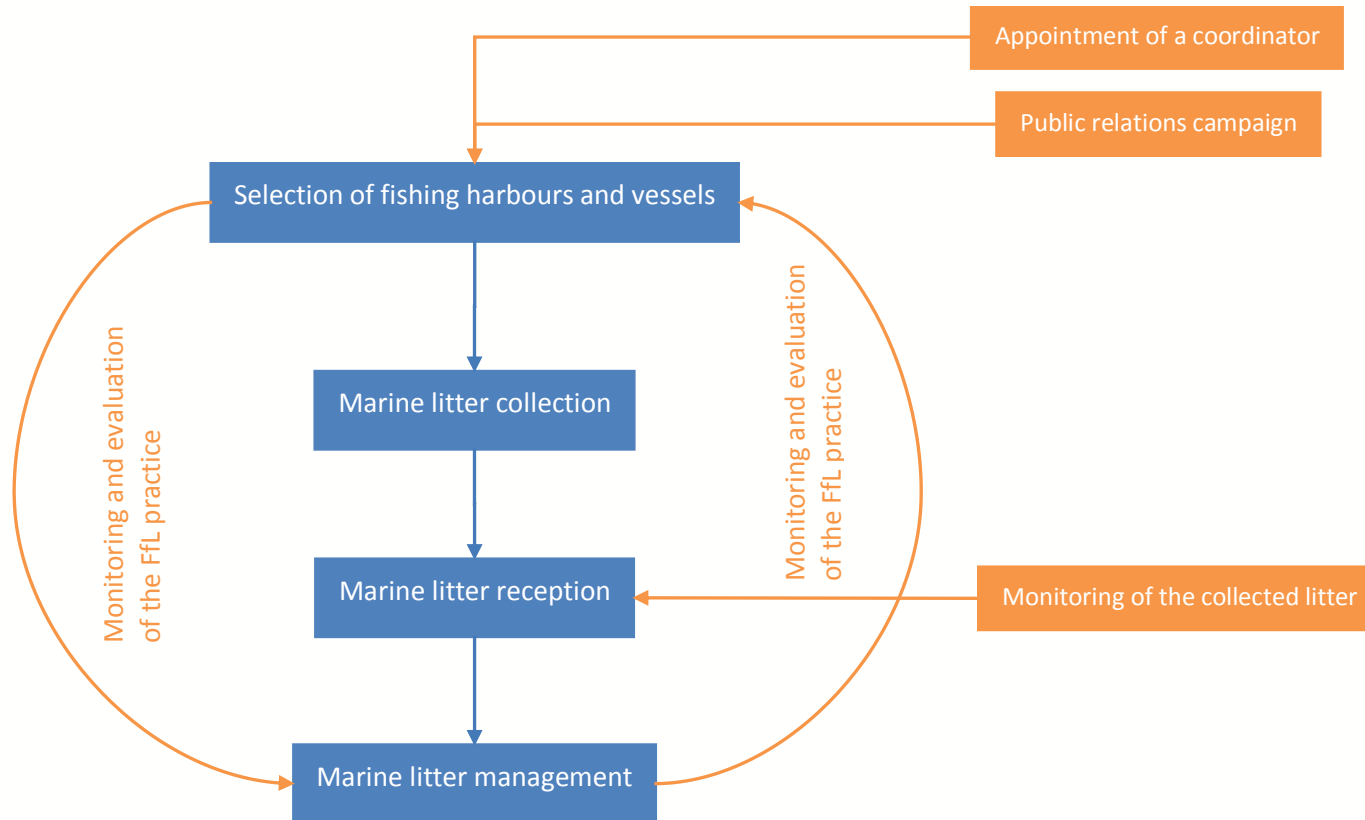 Appointment of a coordinator
Public relations campaign
Selection of fishing harbours and vessels
Monitoring and evaluation
of the FfL practice
Monitoring and evaluation
of the FfL practice
Marine litter collection
Marine litter reception
Monitoring of the collected litter
Marine litter management